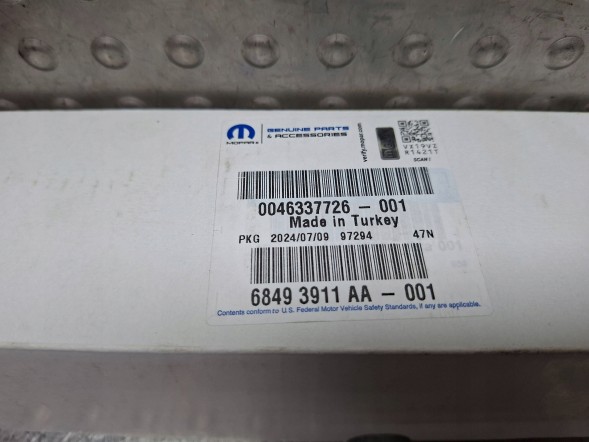 MOPAR
GENUINE PARTS
& ACCESSORIES
verify.mopar.com
SCAN
0046337726 - 001
Made in Turkey
PKG 2024/07/09 97294 47N
6849 3911 AA - 001
Contents conform to U.S. Federal Motor Vehicle Safety Standards, if any are applicable.